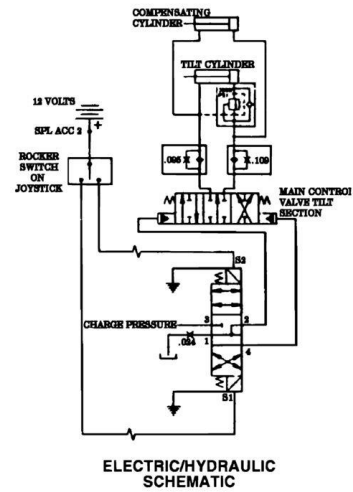 COMPENSATING
CYLINDER
TILT CYLINDER
12 VOLTS
+
SPL ACC 2
.095
.109
ROCKER
SWITCH
ON
JOYSTICK
MAIN CONTROL
VALVE TILT
SECTION
S2
3
2
CHARGE PRESSURE
.024
1
4
S1
ELECTRIC/HYDRAULIC
SCHEMATIC